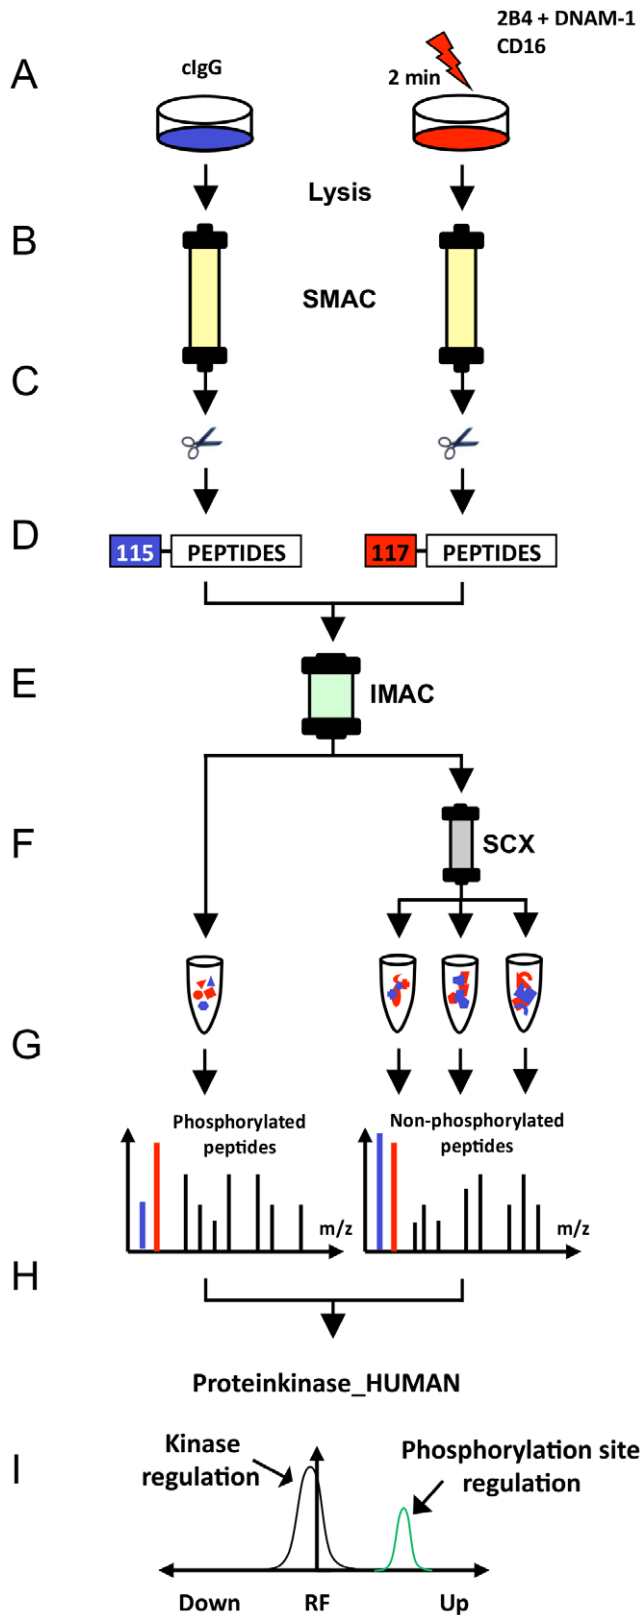 2B4 + DNAM-1
CD16
A
cIgG
2 min
Lysis
B
SMAC
C
D
115
PEPTIDES
117
PEPTIDES
E
IMAC
F
SCX
G
Phosphorylated
peptides
m/z
Non-phosphorylated
peptides
m/z
H
Proteinkinase_HUMAN
I
Kinase
regulation
Phosphorylation site
regulation
Down
RF
Up